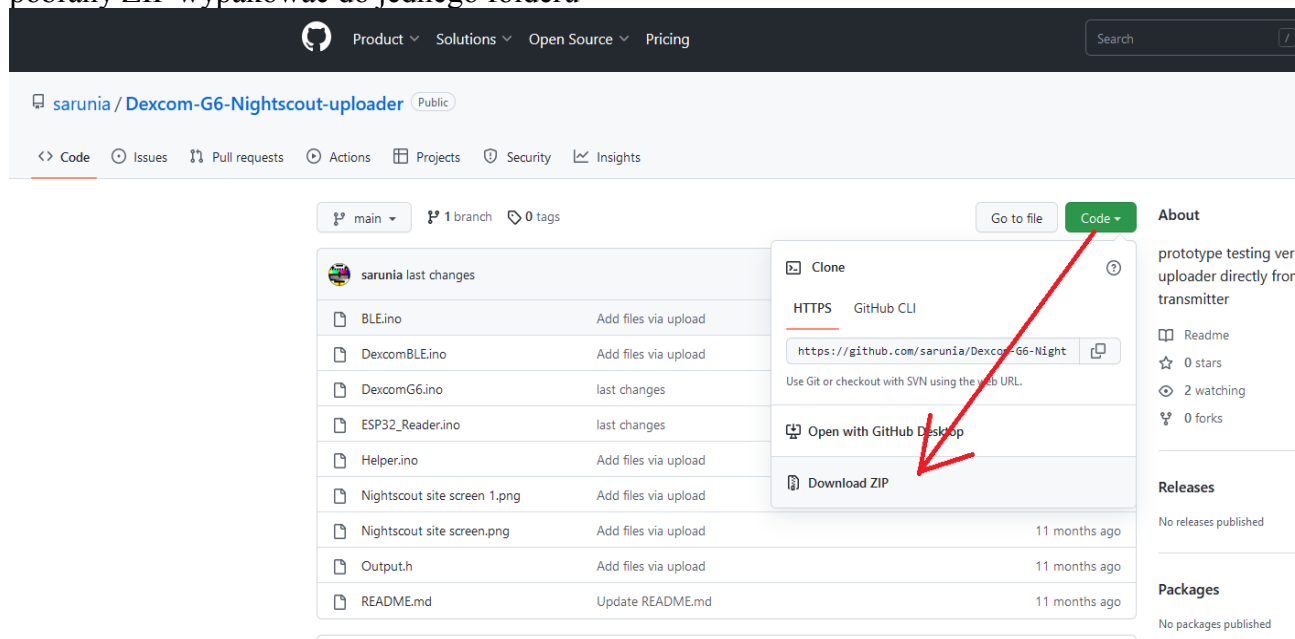 pobrany ZIP wypakować do jednego folderu
Product Solutions Open Source Pricing
Search /
sarunia / Dexcom-G6-Nightscout-uploader Public
Code Issues Pull requests Actions Projects Security Insights
main 1 branch 0 tags Go to file Code
sarunia last changes
BLE.ino Add files via upload
DexcomBLE.ino Add files via upload
DexcomG6.ino last changes
ESP32_Reader.ino last changes
Helper.ino Add files via upload
Nightscout site screen 1.png Add files via upload
Nightscout site screen.png Add files via upload 11 months ago
Output.h Add files via upload 11 months ago
README.md Update README.md 11 months ago
Clone
HTTPS GitHub CLI
https://github.com/sarunia/Dexcom-G6-Night
Use Git or checkout with SVN using the web URL.
Open with GitHub Desktop
Download ZIP
About
prototype testing ver
uploader directly from
transmitter
Readme
0 stars
2 watching
0 forks
Releases
No releases published
Packages
No packages published